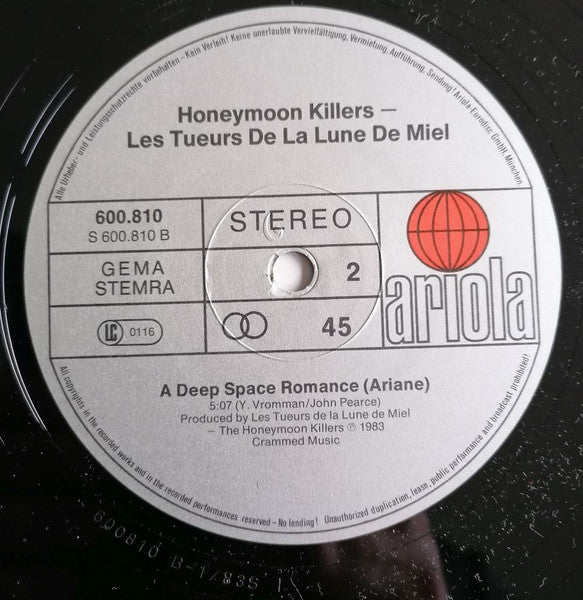 Alle Urheber- und Leistungsschutzrechte vorbehalten - Kein Verleih! Keine unerlaubte Vervielfältigung, Vermietung, Aufführung, Sendung! Ariola Eurodisc GmbH, München
Honeymoon Killers –
Les Tueurs De La Lune De Miel
600.810
S 600.810 B
STEREO
GEMA
STEMRA
2
LC 0116
45
ariola
A Deep Space Romance (Ariane)
5:07 (Y. Vromman/John Pearce)
Produced by Les Tueurs de la Lune de Miel
– The Honeymoon Killers ℗ 1983
Crammed Music
All copyrights in the recorded works and in the recorded performances reserved – No lending! Unauthorized duplication, lease, public performance and broadcast prohibited!
600810 B-1/83S